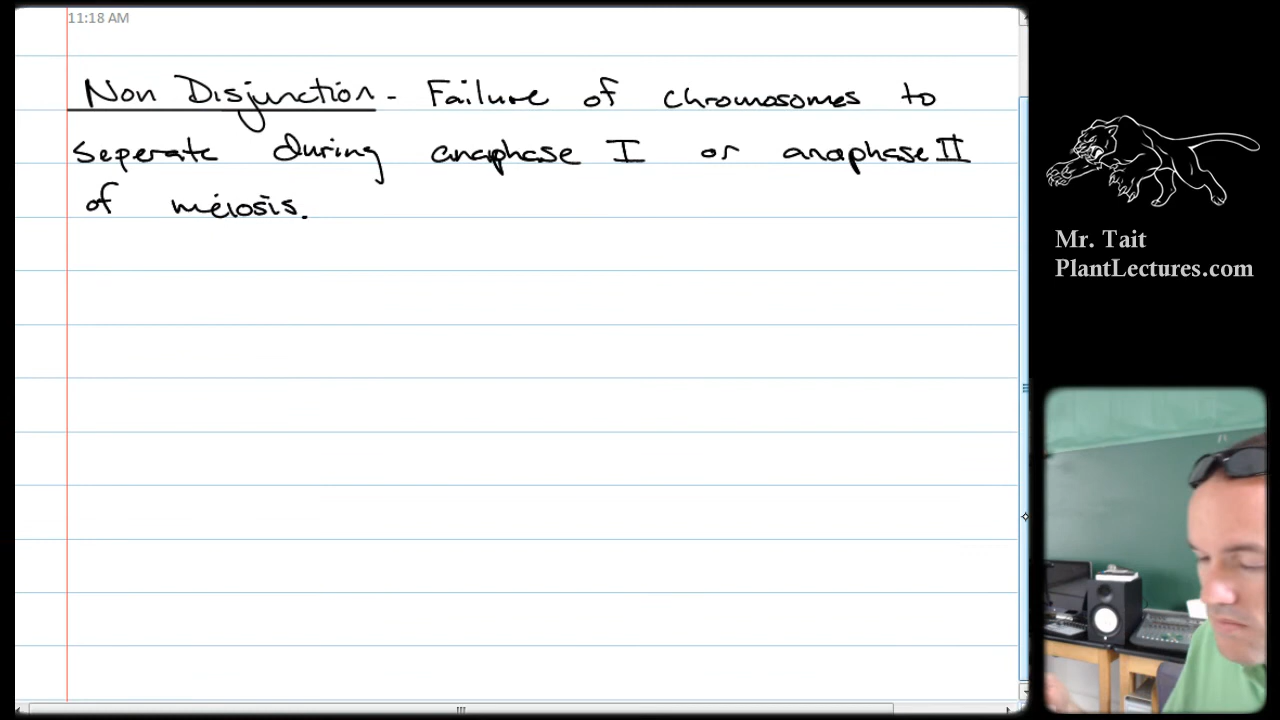 11:18 AM
Non Disjunction - Failure of chromosomes to
seperate during anaphase I or anaphase II
of meiosis.
Mr. Tait
PlantLectures.com